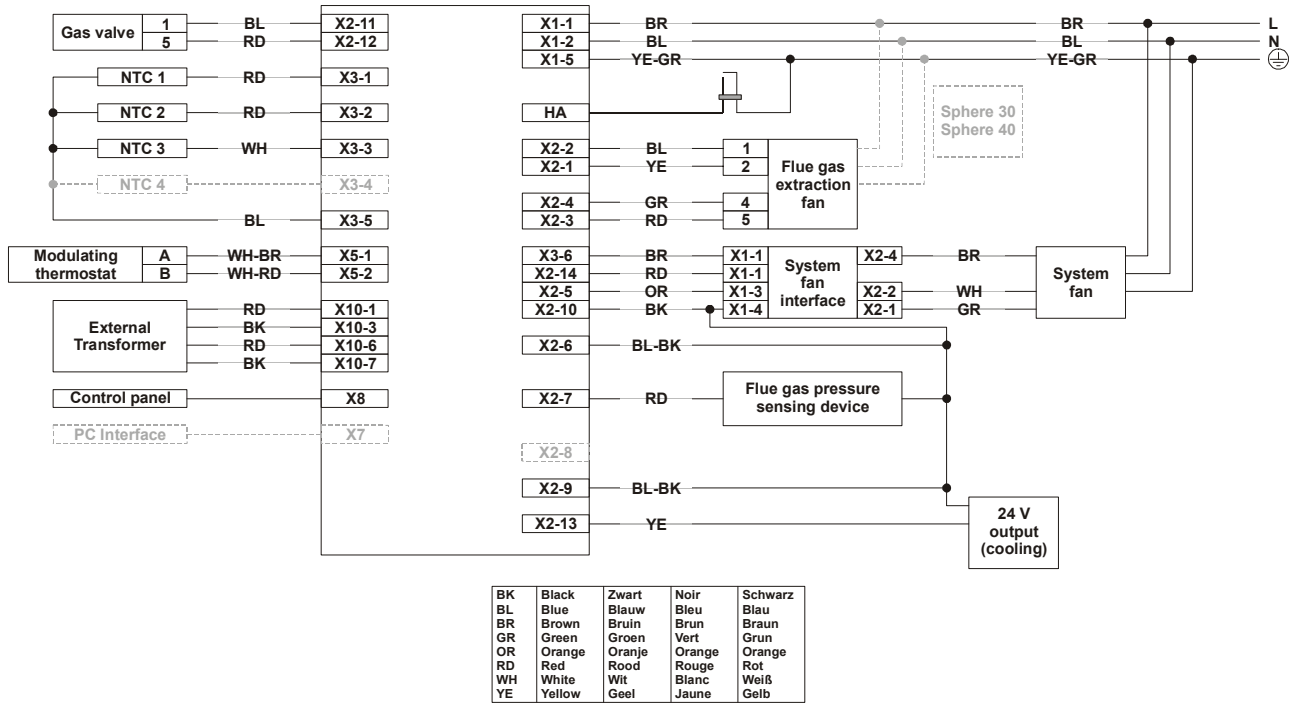 Gas valve 1 BL X2-11
5 RD X2-12
NTC 1 RD X3-1
NTC 2 RD X3-2
NTC 3 WH X3-3
NTC 4 X3-4
BL X3-5
Modulating thermostat A WH-BR X5-1
B WH-RD X5-2
External Transformer RD X10-1
BK X10-3
RD X10-6
BK X10-7
Control panel X8
PC Interface X7
X1-1 BR BR L
X1-2 BL BL N
X1-5 YE-GR YE-GR
HA
Sphere 30
Sphere 40
X2-2 BL 1
X2-1 YE 2
Flue gas
extraction
fan
X2-4 GR 4
X2-3 RD 5
X3-6 BR X1-1 X2-4 BR
X2-14 RD X1-1
X2-5 OR X1-3 X2-2 WH
X2-10 BK X1-4 X2-1 GR
System
fan
interface
System
fan
X2-6 BL-BK
X2-7 RD
Flue gas pressure
sensing device
X2-8
X2-9 BL-BK
X2-13 YE
24 V
output
(cooling)
BK Black Zwart Noir Schwarz
BL Blue Blauw Bleu Blau
BR Brown Bruin Brun Braun
GR Green Groen Vert Grun
OR Orange Oranje Orange Orange
RD Red Rood Rouge Rot
WH White Wit Blanc Weiß
YE Yellow Geel Jaune Gelb